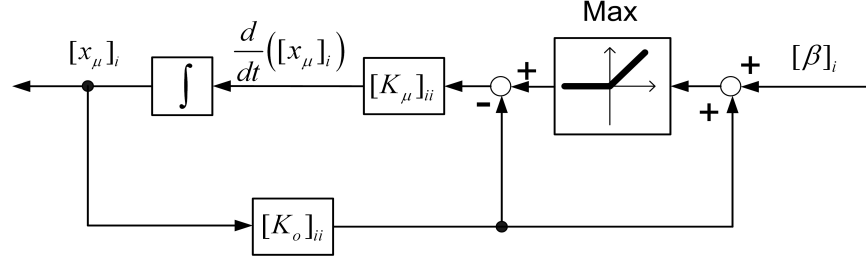 Max
[x_μ]_i
d/dt([x_μ]_i)
∫
[K_μ]_ii
+
-
+
+
[β]_i
[K_o]_ii